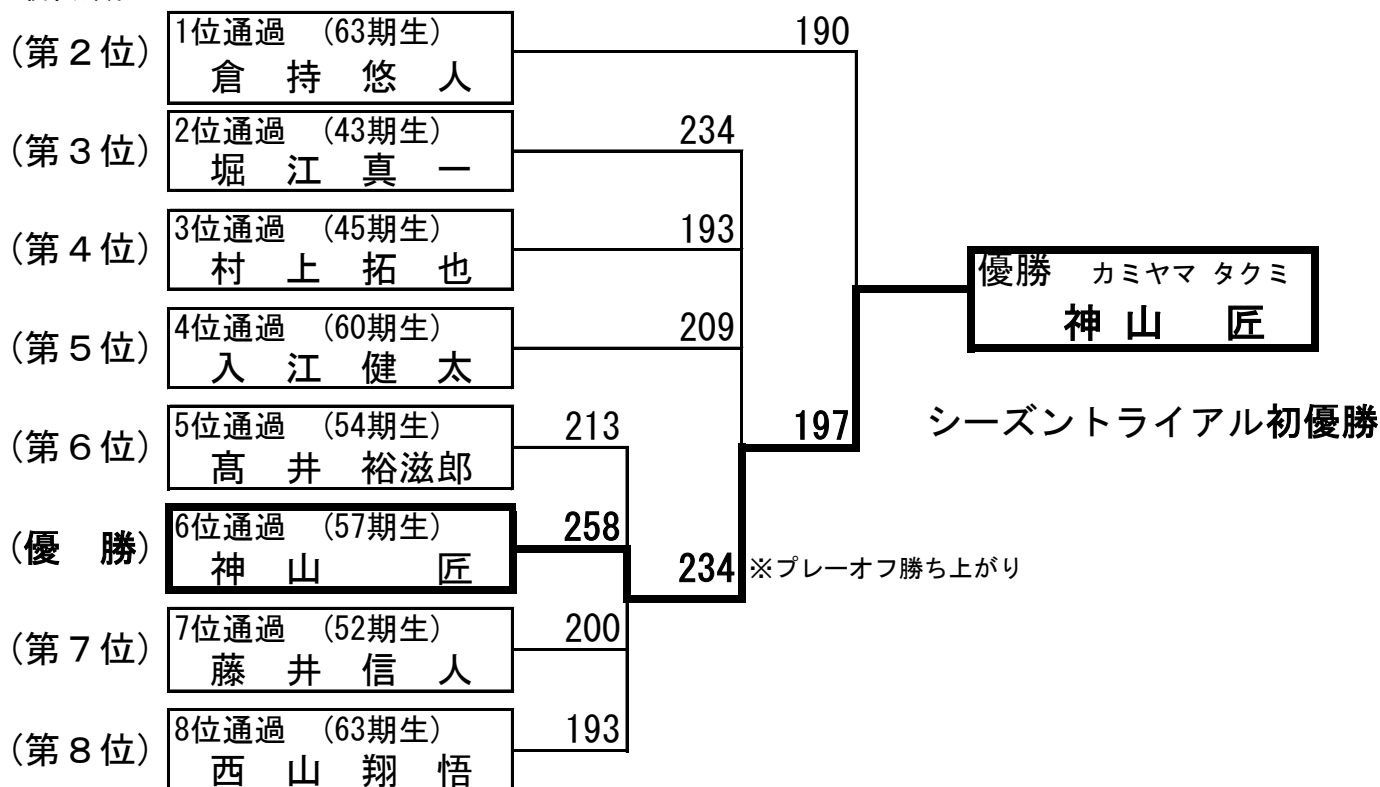 (第２位)
1位通過　(63期生)
倉　持　悠　人
190
(第３位)
2位通過　(43期生)
堀　江　真　一
234
(第４位)
3位通過　(45期生)
村　上　拓　也
193
優勝　カミヤマ タクミ
神 山　匠
(第５位)
4位通過　(60期生)
入　江　健　太
209
(第６位)
5位通過　(54期生)
髙　井　裕滋郎
213
197
シーズントライアル初優勝
(優　勝)
6位通過　(57期生)
神　山　　　匠
258
234 ※プレーオフ勝ち上がり
(第７位)
7位通過　(52期生)
藤　井　信　人
200
(第８位)
8位通過　(63期生)
西　山　翔　悟
193